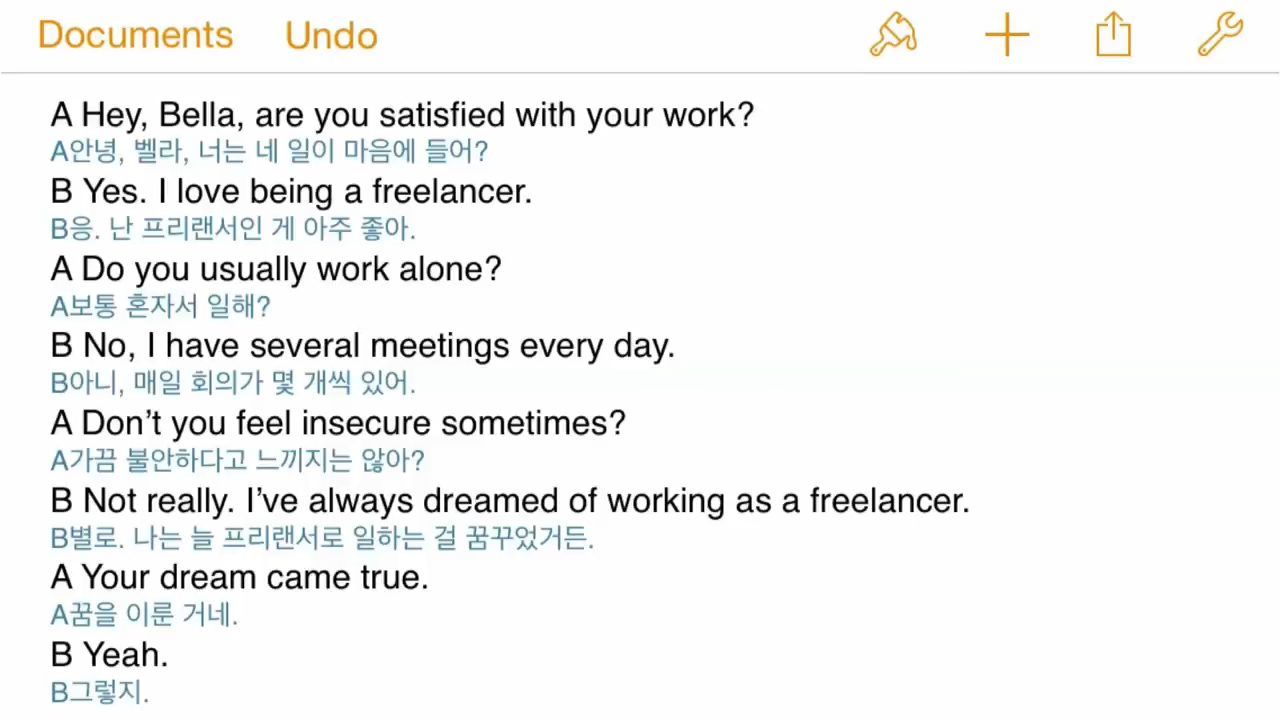 Documents Undo
A Hey, Bella, are you satisfied with your work?
A안녕, 벨라, 너는 네 일이 마음에 들어?
B Yes. I love being a freelancer.
B응. 난 프리랜서인 게 아주 좋아.
A Do you usually work alone?
A보통 혼자서 일해?
B No, I have several meetings every day.
B아니, 매일 회의가 몇 개씩 있어.
A Don’t you feel insecure sometimes?
A가끔 불안하다고 느끼지는 않아?
B Not really. I’ve always dreamed of working as a freelancer.
B별로. 나는 늘 프리랜서로 일하는 걸 꿈꾸었거든.
A Your dream came true.
A꿈을 이룬 거네.
B Yeah.
B그렇지.